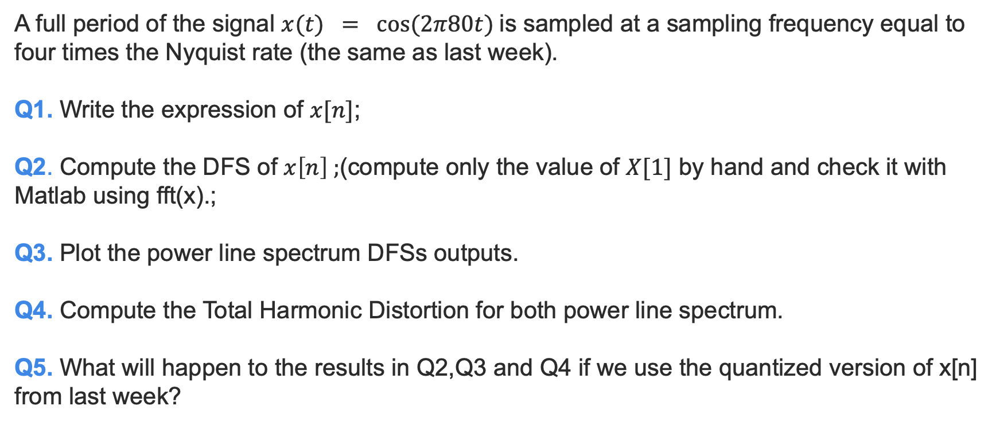 A full period of the signal x(t) = cos(2π80t) is sampled at a sampling frequency equal to
four times the Nyquist rate (the same as last week).
Q1. Write the expression of x[n];
Q2. Compute the DFS of x[n] ;(compute only the value of X[1] by hand and check it with
Matlab using fft(x).;
Q3. Plot the power line spectrum DFSs outputs.
Q4. Compute the Total Harmonic Distortion for both power line spectrum.
Q5. What will happen to the results in Q2,Q3 and Q4 if we use the quantized version of x[n]
from last week?